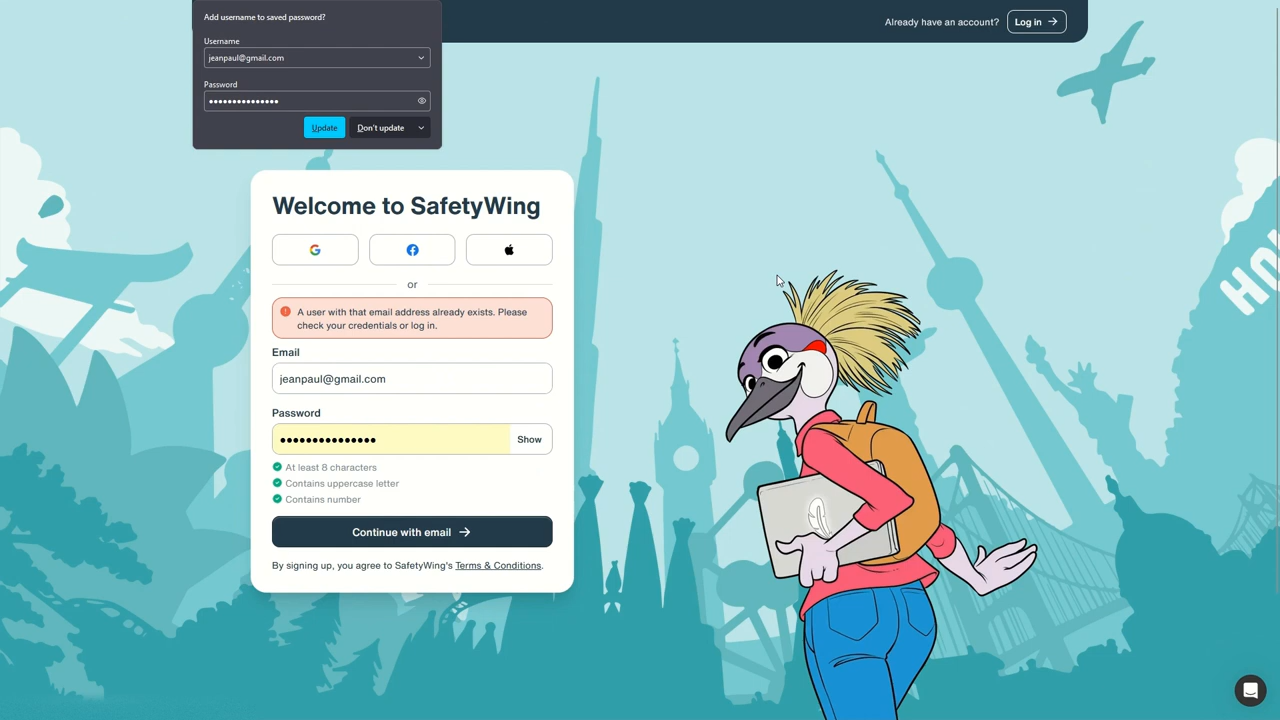 Add username to saved password?
Username
jeanpaul@gmail.com
Password
•••••••••••••••
Update
Don't update
Already have an account?
Log in
Welcome to SafetyWing
or
A user with that email address already exists. Please
check your credentials or log in.
Email
jeanpaul@gmail.com
Password
•••••••••••••••
Show
At least 8 characters
Contains uppercase letter
Contains number
Continue with email
By signing up, you agree to SafetyWing's Terms & Conditions.
HO